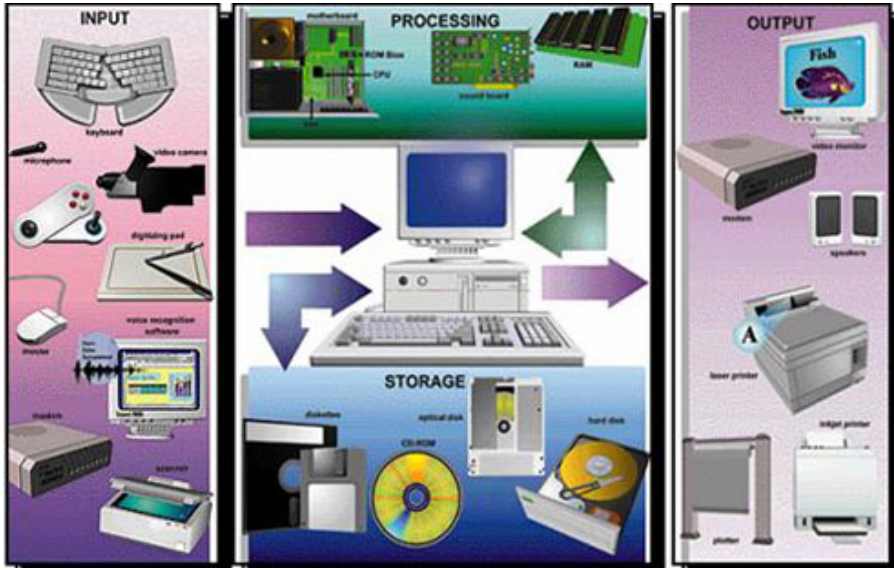 INPUT
keyboard
microphone
video camera
digitizing pad
mouse
voice recognition
software
modem
scanner
PROCESSING
motherboard
ROM Bios
CPU
sound board
RAM
STORAGE
diskettes
CD-ROM
optical disk
hard disk
OUTPUT
Fish
video monitor
modem
speakers
A
laser printer
inkjet printer
plotter